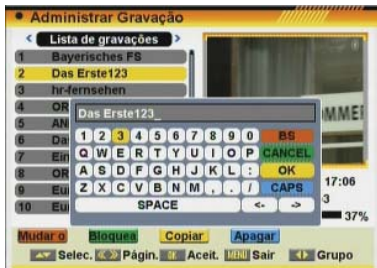 Administrar Gravação
Lista de gravações
1 Bayerisches FS
2 Das Erste123
3 hr-fernsehen
4 OR
5 AN
6 Da
7 Ein
8 OR
9 Eu
10 Eu
Das Erste123_
1 2 3 4 5 6 7 8 9 0 BS
Q W E R T Y U I O P CANCEL
A S D F G H J K L : OK
Z X C V B N M , . / CAPS
SPACE <- ->
MMEI
17:06
3
37%
Mudar o Bloquea Copiar Apagar
Selec. Págin. OK Aceit. MENU Sair Grupo